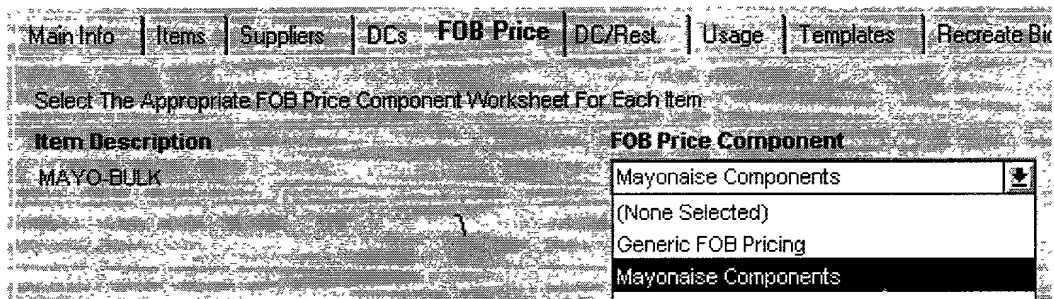 Main Info Items Suppliers DCs FOB Price DC/Rest. Usage Templates Recreate Bid
Select The Appropriate FOB Price Component Worksheet For Each Item
Item Description FOB Price Component
MAYO-BULK Mayonaise Components
(None Selected)
Generic FOB Pricing
Mayonaise Components